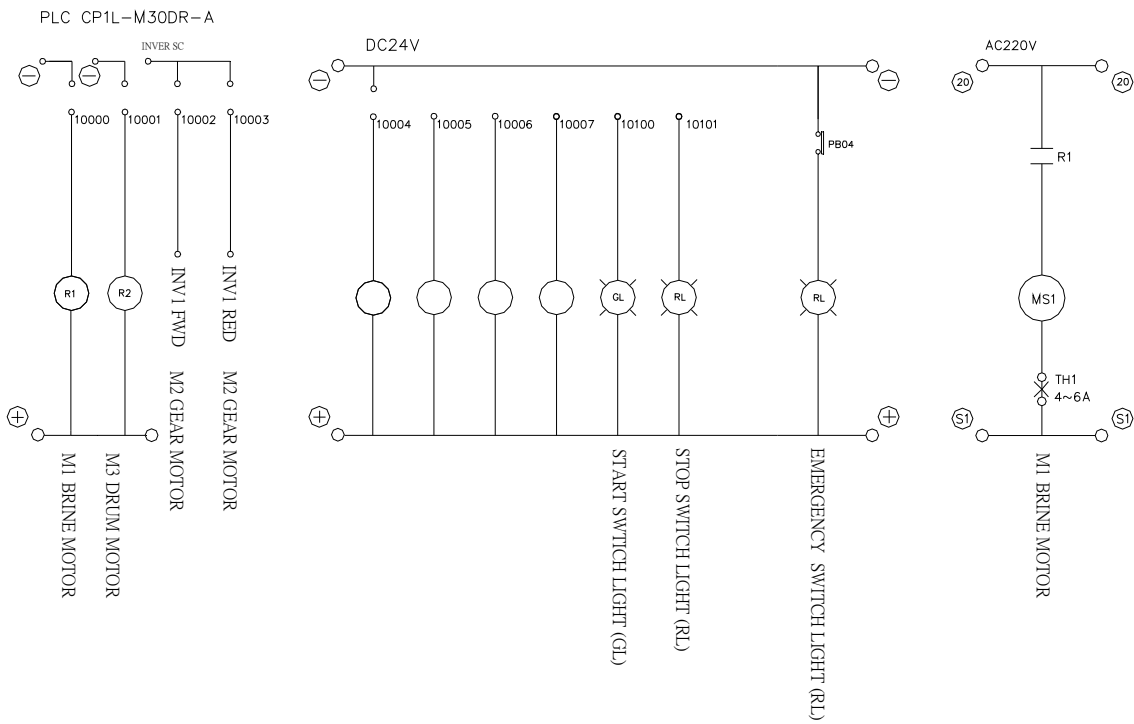 PLC CP1L-M30DR-A
INVER SC
− − 
10000 10001 10002 10003
R1 R2
INV1 FWD
INV1 RED
+
M1 BRINE MOTOR
M3 DRUM MOTOR
M2 GEAR MOTOR
M2 GEAR MOTOR
DC24V
− −
10004 10005 10006 10007 10100 10101
PB04
GL RL RL
+ +
START SWTICH LIGHT (GL)
STOP SWITCH LIGHT (RL)
EMERGENCY SWITCH LIGHT (RL)
AC220V
20 20
R1
MS1
TH1
4~6A
S1 S1
M1 BRINE MOTOR